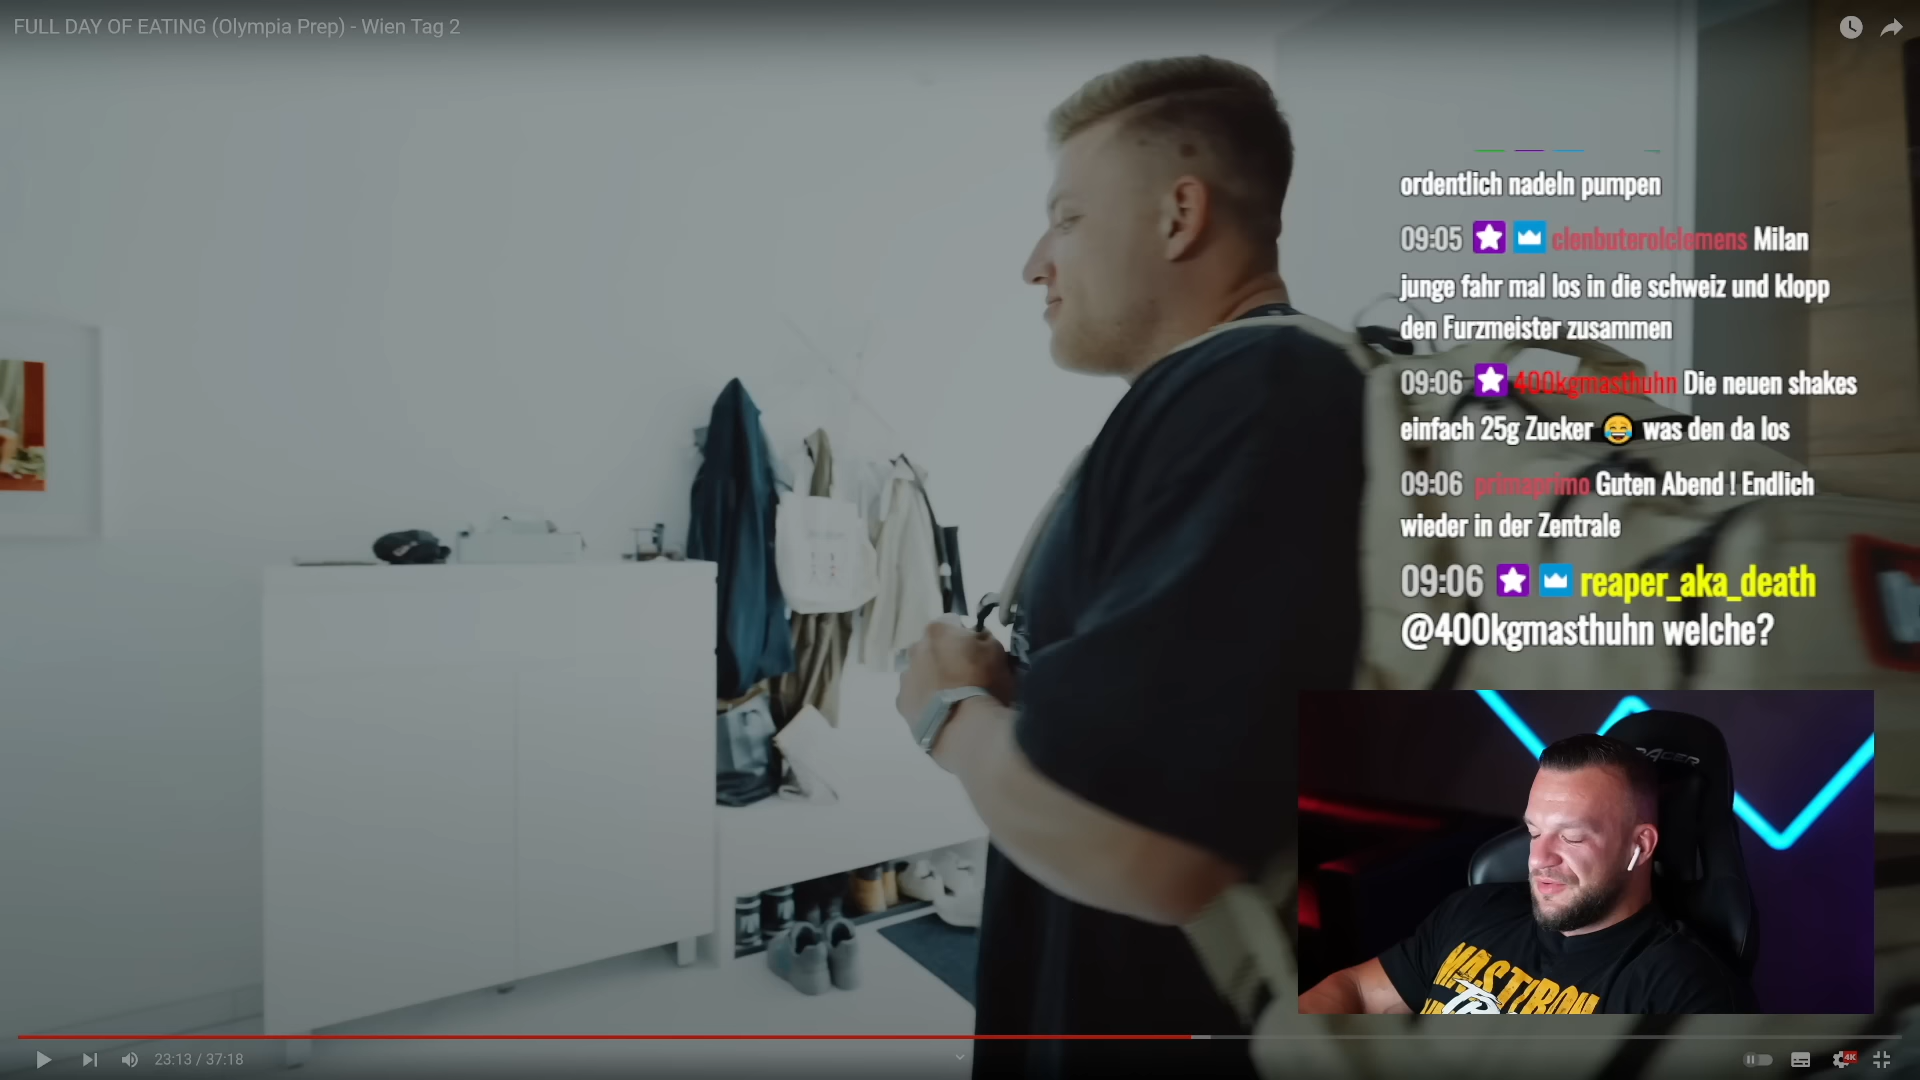 FULL DAY OF EATING (Olympia Prep) - Wien Tag 2
ordentlich nadeln pumpen
09:05 clenbuterolclemens Milan
junge fahr mal los in die schweiz und klopp
den Furzmeister zusammen
09:06 400kgmasthuhn Die neuen shakes
einfach 25g Zucker 😂 was den da los
09:06 primaprimo Guten Abend ! Endlich
wieder in der Zentrale
09:06 reaper_aka_death
@400kgmasthuhn welche?
23:13 / 37:18
4K